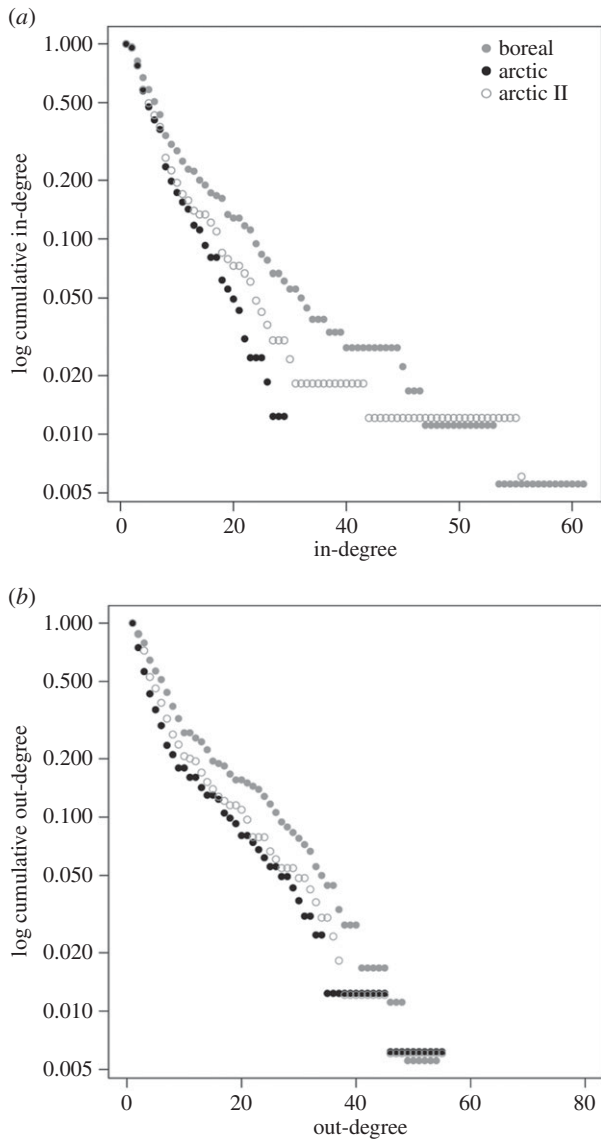 (a)
1.000
0.500
0.200
0.100
0.050
0.020
0.010
0.005
log cumulative in-degree
boreal
arctic
arctic II
0 20 40 50 60
in-degree
(b)
1.000
0.500
0.200
0.100
0.050
0.020
0.010
0.005
log cumulative out-degree
0 20 40 60 80
out-degree